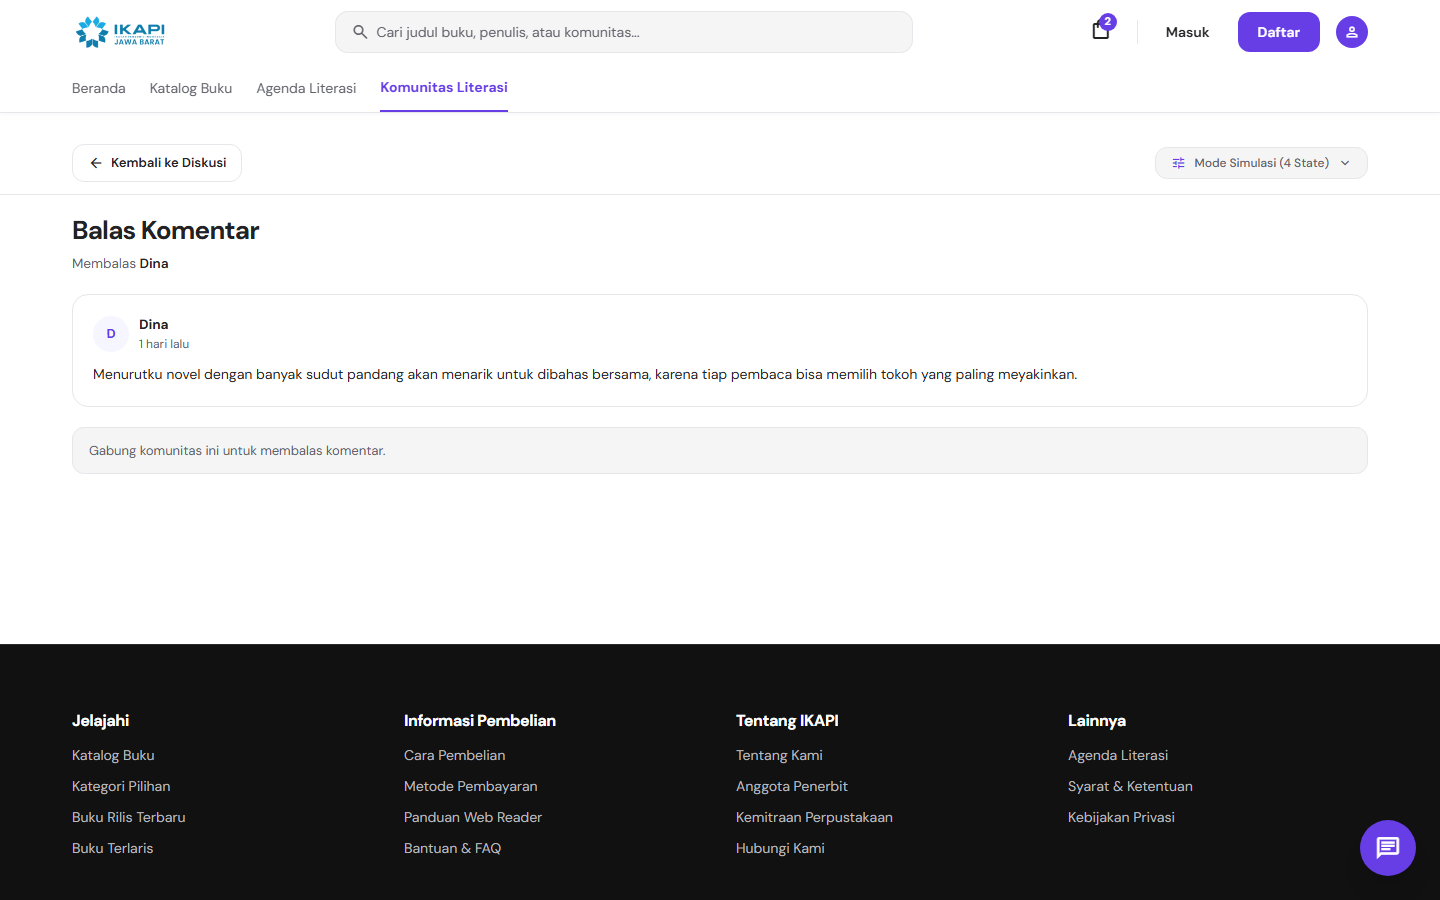 IKAPI
JAWA BARAT
Cari judul buku, penulis, atau komunitas...
2
Masuk
Daftar
Beranda
Katalog Buku
Agenda Literasi
Komunitas Literasi
Kembali ke Diskusi
Mode Simulasi (4 State)
Balas Komentar
Membalas Dina
D
Dina
1 hari lalu
Menurutku novel dengan banyak sudut pandang akan menarik untuk dibahas bersama, karena tiap pembaca bisa memilih tokoh yang paling meyakinkan.
Gabung komunitas ini untuk membalas komentar.
Jelajahi
Katalog Buku
Kategori Pilihan
Buku Rilis Terbaru
Buku Terlaris
Informasi Pembelian
Cara Pembelian
Metode Pembayaran
Panduan Web Reader
Bantuan & FAQ
Tentang IKAPI
Tentang Kami
Anggota Penerbit
Kemitraan Perpustakaan
Hubungi Kami
Lainnya
Agenda Literasi
Syarat & Ketentuan
Kebijakan Privasi